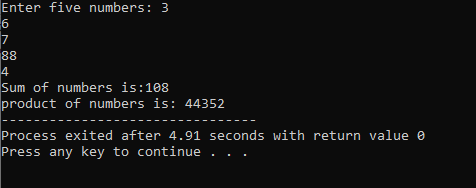 Enter five numbers: 3
6
7
88
4
Sum of numbers is:108
product of numbers is: 44352
--------------------------------
Process exited after 4.91 seconds with return value 0
Press any key to continue . . .